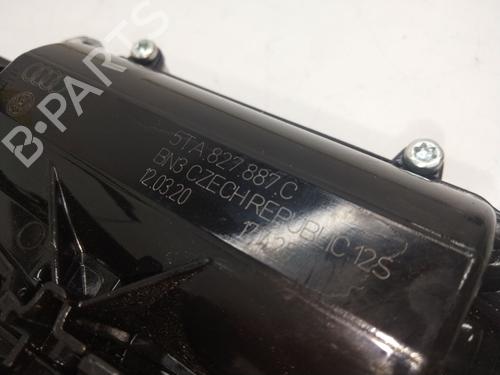 B-PARTS
5TA.827.887.C
BN3 CZECH REPUBLIC 12S
12.03.20